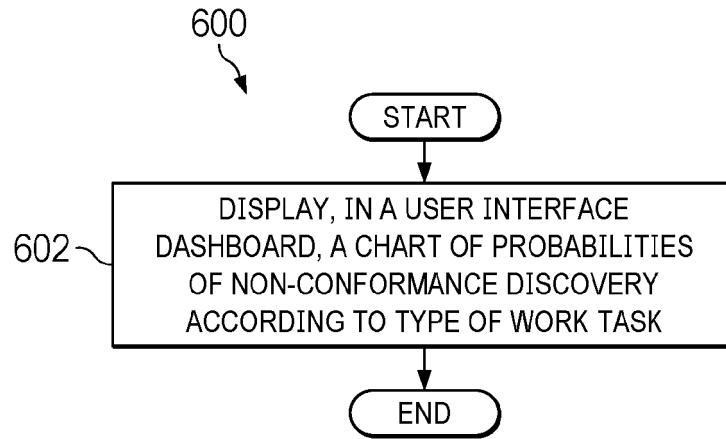 600
START
602
DISPLAY, IN A USER INTERFACE
DASHBOARD, A CHART OF PROBABILITIES
OF NON-CONFORMANCE DISCOVERY
ACCORDING TO TYPE OF WORK TASK
END